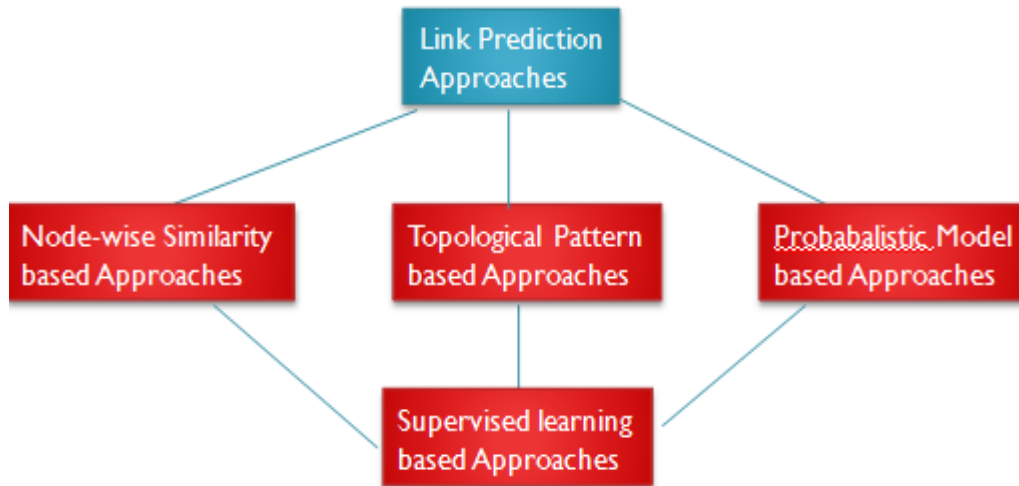 Link Prediction
Approaches
Node-wise Similarity
based Approaches
Topological Pattern
based Approaches
Probabalistic Model
based Approaches
Supervised learning
based Approaches